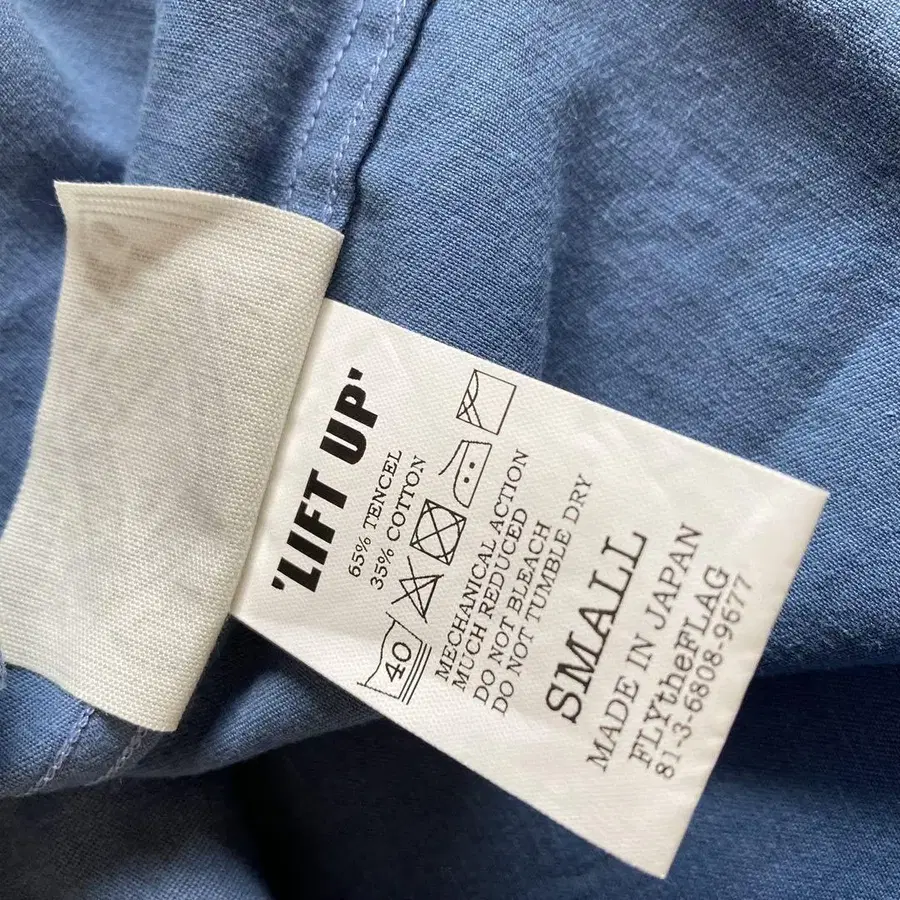 'LIFT UP'
65% TENCEL
35% COTTON
40
MECHANICAL ACTION
MUCH REDUCED
DO NOT BLEACH
DO NOT TUMBLE DRY
SMALL
MADE IN JAPAN
FLYtheFLAG
81-3-6808-9677